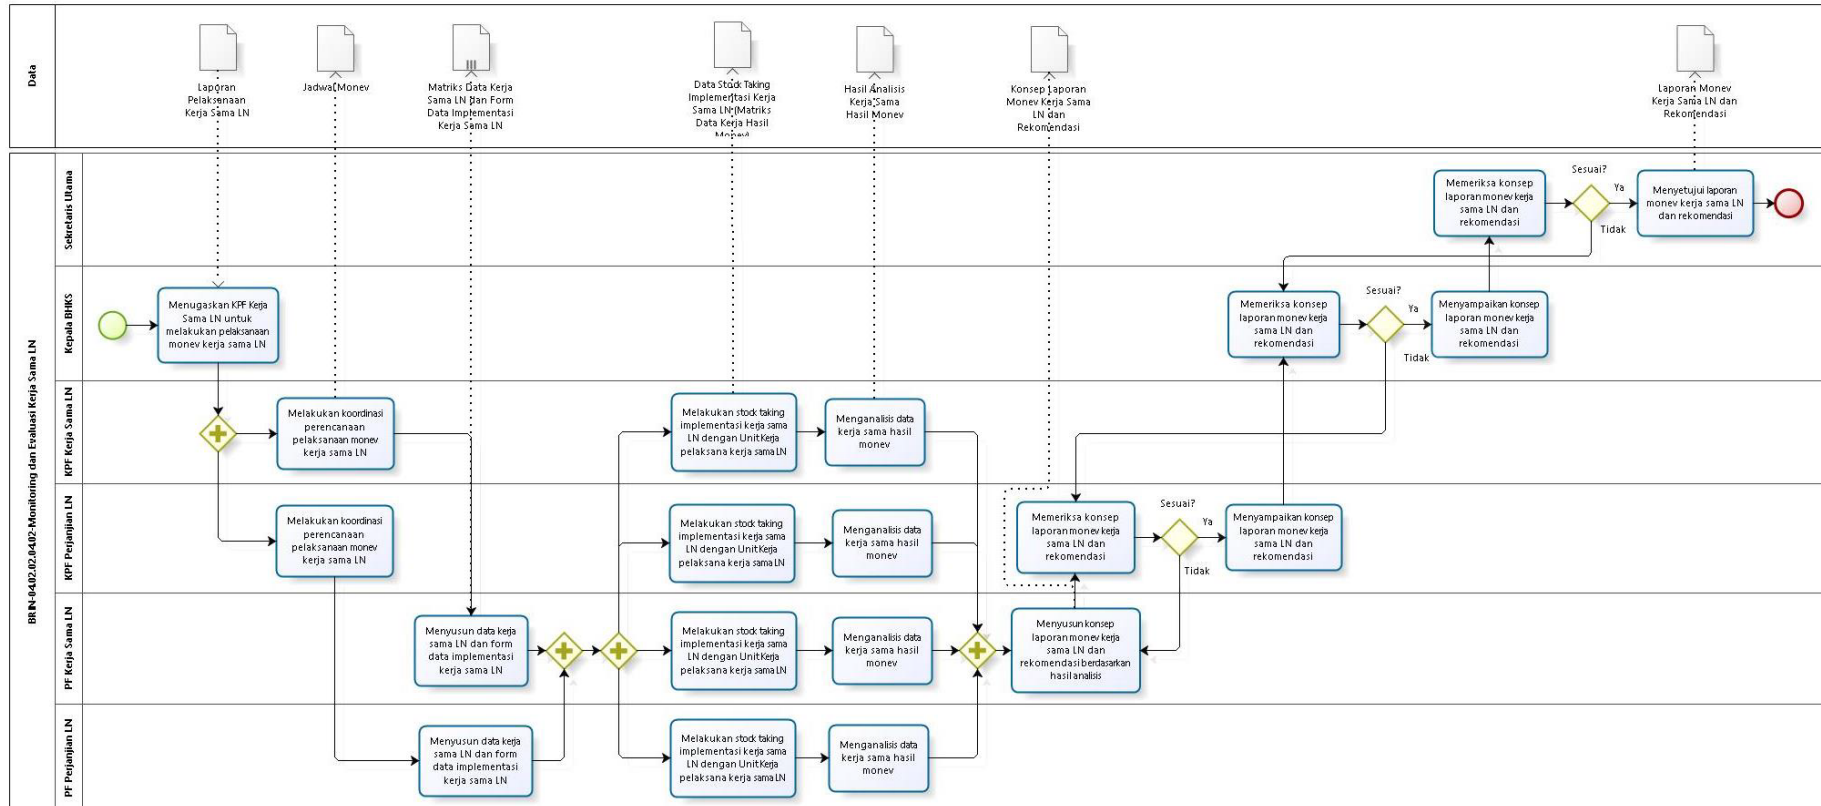 Data
Laporan
Pelaksanaan
Kerja Sama LN
Jadwal Monev
Matriks Data Kerja
Sama LN dan Form
Data Implementasi
Kerja Sama LN
Data Stock Taking
Implementasi Kerja
Sama LN (Matriks
Data Kerja Hasil
Monev)
Hasil Analisis
Kerja Sama
Hasil Monev
Konsep Laporan
Monev Kerja Sama
LN dan
Rekomendasi
Laporan Monev
Kerja Sama LN dan
Rekomendasi
BRIN-04.02.02.04.02-Monitoring dan Evaluasi Kerja Sama LN
Sekretaris Utama
Memeriksa konsep
laporan monev kerja
sama LN dan
rekomendasi
Sesuai?
Ya
Tidak
Menyetujui laporan
monev kerja sama LN
dan rekomendasi
Kepala BHKS
Menugaskan KPF Kerja
Sama LN untuk
melakukan pelaksanaan
monev kerja sama LN
Memeriksa konsep
laporan monev kerja
sama LN dan
rekomendasi
Sesuai?
Ya
Tidak
Menyampaikan konsep
laporan monev kerja
sama LN dan
rekomendasi
KPF Kerja Sama LN
Melakukan koordinasi
perencanaan
pelaksanaan monev
kerja sama LN
Melakukan stock taking
implementasi kerja sama
LN dengan Unit Kerja
pelaksana kerja sama LN
Menganalisis data
kerja sama hasil
monev
KPF Perjanjian LN
Melakukan koordinasi
perencanaan
pelaksanaan monev
kerja sama LN
Melakukan stock taking
implementasi kerja sama
LN dengan Unit Kerja
pelaksana kerja sama LN
Menganalisis data
kerja sama hasil
monev
Memeriksa konsep
laporan monev kerja
sama LN dan
rekomendasi
Sesuai?
Ya
Tidak
Menyampaikan konsep
laporan monev kerja
sama LN dan
rekomendasi
PF Kerja Sama LN
Menyusun data kerja
sama LN dan form
data implementasi
kerja sama LN
Melakukan stock taking
implementasi kerja sama
LN dengan Unit Kerja
pelaksana kerja sama LN
Menganalisis data
kerja sama hasil
monev
Menyusun konsep
laporan monev kerja
sama LN dan
rekomendasi berdasarkan
hasil analisis
PF Perjanjian LN
Menyusun data kerja
sama LN dan form
data implementasi
kerja sama LN
Melakukan stock taking
implementasi kerja sama
LN dengan Unit Kerja
pelaksana kerja sama LN
Menganalisis data
kerja sama hasil
monev